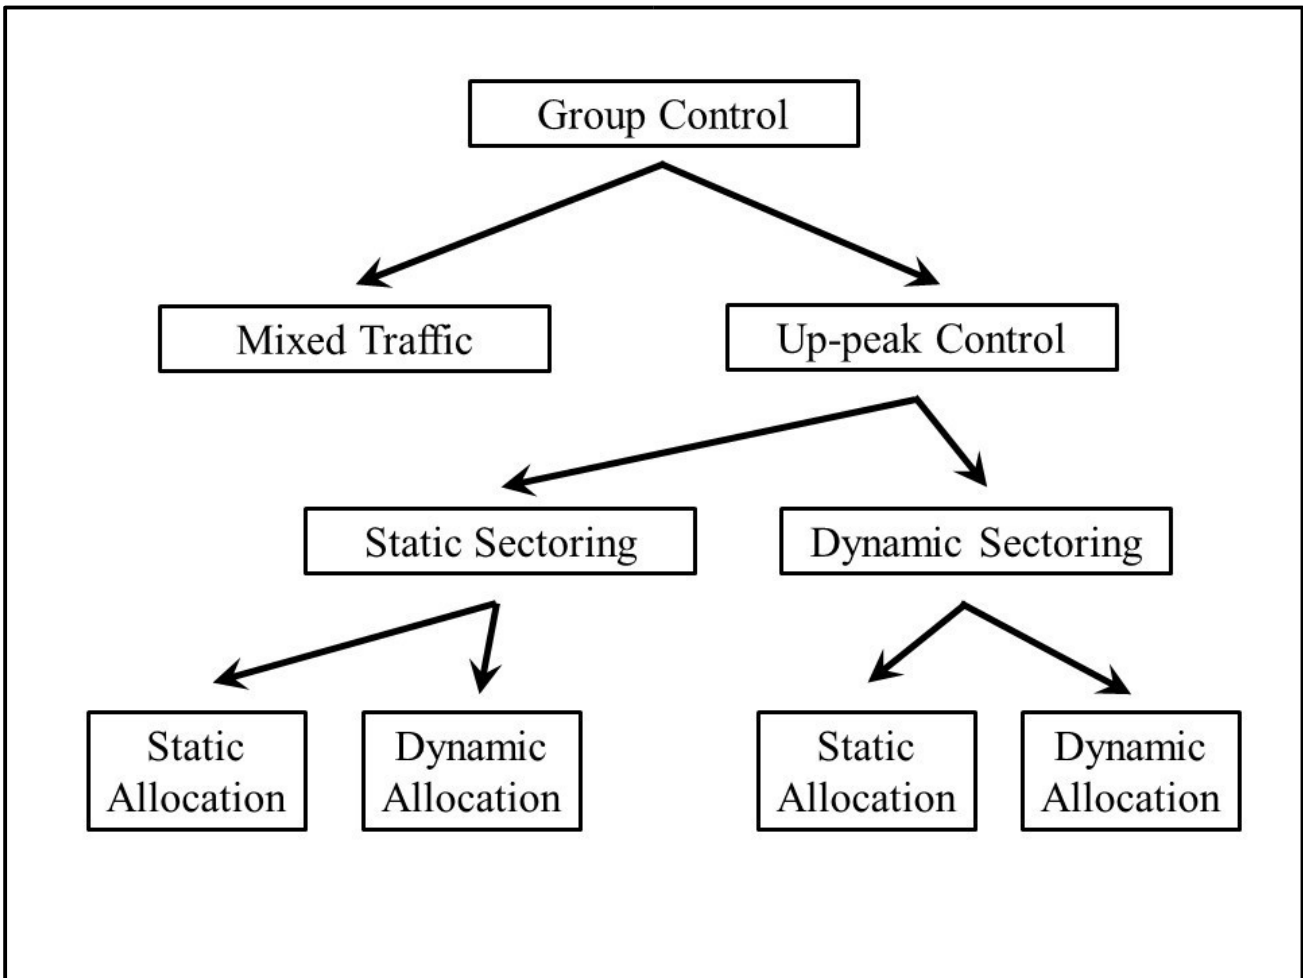 Group Control
Mixed Traffic
Up-peak Control
Static Sectoring
Dynamic Sectoring
Static
Allocation
Dynamic
Allocation
Static
Allocation
Dynamic
Allocation